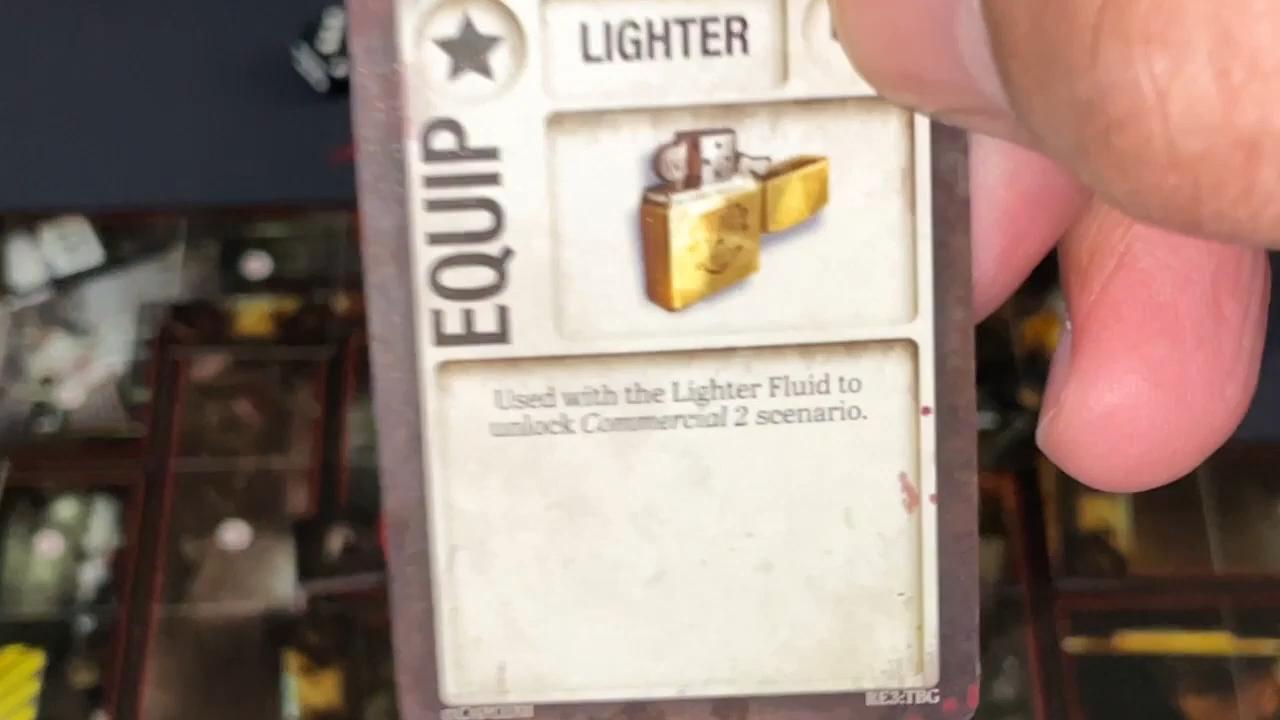 LIGHTER
EQUIP
Used with the Lighter Fluid to
unlock Commercial 2 scenario.
RE3:TBG